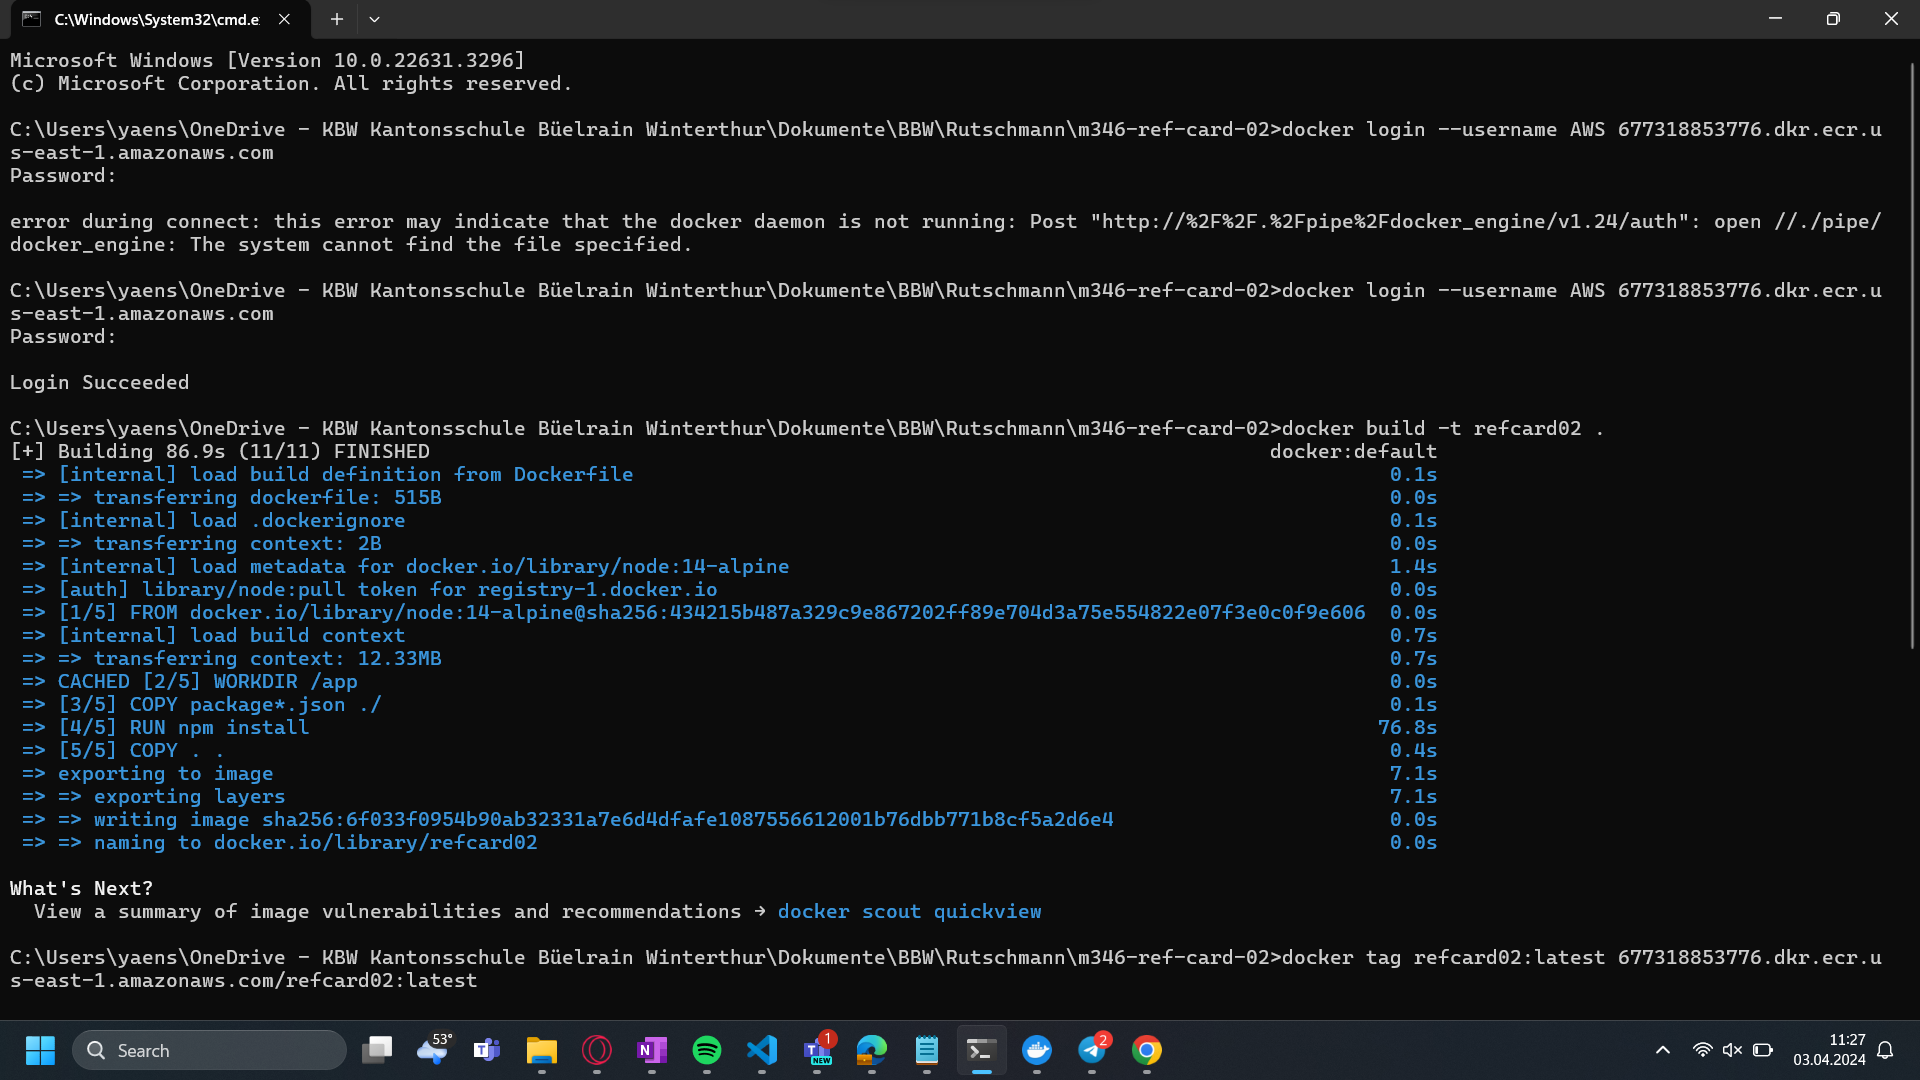 C:\Windows\System32\cmd.e
Microsoft Windows [Version 10.0.22631.3296]
(c) Microsoft Corporation. All rights reserved.
C:\Users\yaens\OneDrive - KBW Kantonsschule Büelrain Winterthur\Dokumente\BBW\Rutschmann\m346-ref-card-02>docker login --username AWS 677318853776.dkr.ecr.u
s-east-1.amazonaws.com
Password:
error during connect: this error may indicate that the docker daemon is not running: Post "http://%2F%2F.%2Fpipe%2Fdocker_engine/v1.24/auth": open //./pipe/
docker_engine: The system cannot find the file specified.
C:\Users\yaens\OneDrive - KBW Kantonsschule Büelrain Winterthur\Dokumente\BBW\Rutschmann\m346-ref-card-02>docker login --username AWS 677318853776.dkr.ecr.u
s-east-1.amazonaws.com
Password:
Login Succeeded
C:\Users\yaens\OneDrive - KBW Kantonsschule Büelrain Winterthur\Dokumente\BBW\Rutschmann\m346-ref-card-02>docker build -t refcard02 .
[+] Building 86.9s (11/11) FINISHED docker:default
=> [internal] load build definition from Dockerfile 0.1s
=> => transferring dockerfile: 515B 0.0s
=> [internal] load .dockerignore 0.1s
=> => transferring context: 2B 0.0s
=> [internal] load metadata for docker.io/library/node:14-alpine 1.4s
=> [auth] library/node:pull token for registry-1.docker.io 0.0s
=> [1/5] FROM docker.io/library/node:14-alpine@sha256:434215b487a329c9e867202ff89e704d3a75e554822e07f3e0c0f9e606 0.0s
=> [internal] load build context 0.7s
=> => transferring context: 12.33MB 0.7s
=> CACHED [2/5] WORKDIR /app 0.0s
=> [3/5] COPY package*.json ./ 0.1s
=> [4/5] RUN npm install 76.8s
=> [5/5] COPY . . 0.4s
=> exporting to image 7.1s
=> => exporting layers 7.1s
=> => writing image sha256:6f033f0954b90ab32331a7e6d4dfafe1087556612001b76dbb771b8cf5a2d6e4 0.0s
=> => naming to docker.io/library/refcard02 0.0s
What's Next?
View a summary of image vulnerabilities and recommendations → docker scout quickview
C:\Users\yaens\OneDrive - KBW Kantonsschule Büelrain Winterthur\Dokumente\BBW\Rutschmann\m346-ref-card-02>docker tag refcard02:latest 677318853776.dkr.ecr.u
s-east-1.amazonaws.com/refcard02:latest
Search
53°
T
N
1
NEW
2
11:27
03.04.2024